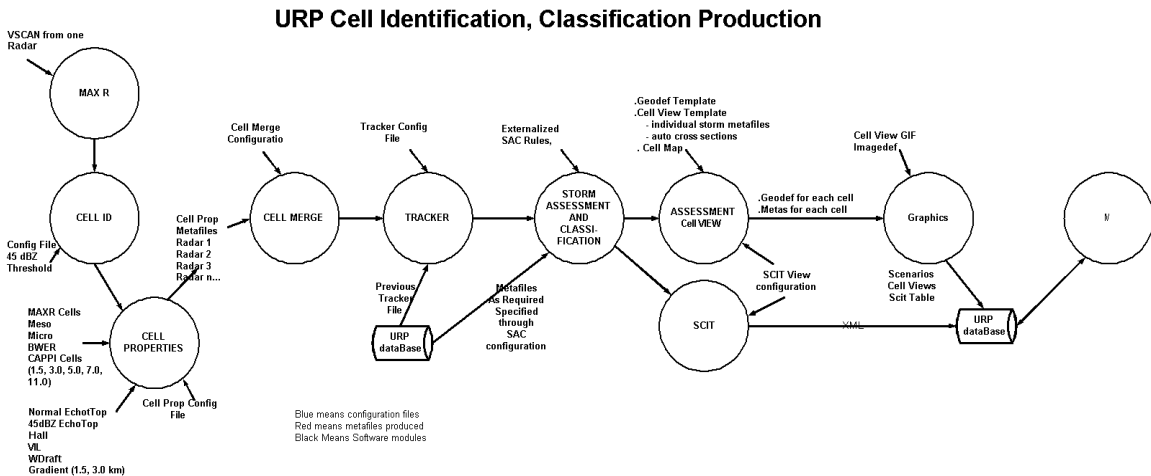 URP Cell Identification, Classification Production
VSCAN from one
Radar
MAX R
CELL ID
Config File
45 dBZ
Threshold
MAXR Cells
Meso
Micro
BWER
CAPPI Cells
(1.5, 3.0, 5.0, 7.0,
11.0)
CELL
PROPERTIES
Normal EchotTop
45dBZ EchoTop
Hall
VIL
WDraft
Gradient (1.5, 3.0 km)
Cell Prop Config
File
Cell Prop
Metafiles
Radar 1
Radar 2
Radar 3
Radar n...
Cell Merge
Configuratio
CELL MERGE
Tracker Config
File
TRACKER
Previous
Tracker
File
URP
dataBase
Externalized
SAC Rules,
STORM
ASSESSMENT
AND
CLASSI-
FICATION
Metafiles
As Required
Specified
through
SAC
configuration
.Geodef Template
.Cell View Template
- individual storm metafiles
- auto cross sections
. Cell Map
ASSESSMENT
Cell VIEW
SCIT View
configuration
SCIT
XML
.Geodef for each cell
.Metas for each cell
Cell View GIF
Imagedef
Graphics
Scenarios
Cell Views
Scit Table
URP
dataBase
Blue means configuration files
Red means metafiles produced
Black Means Software modules